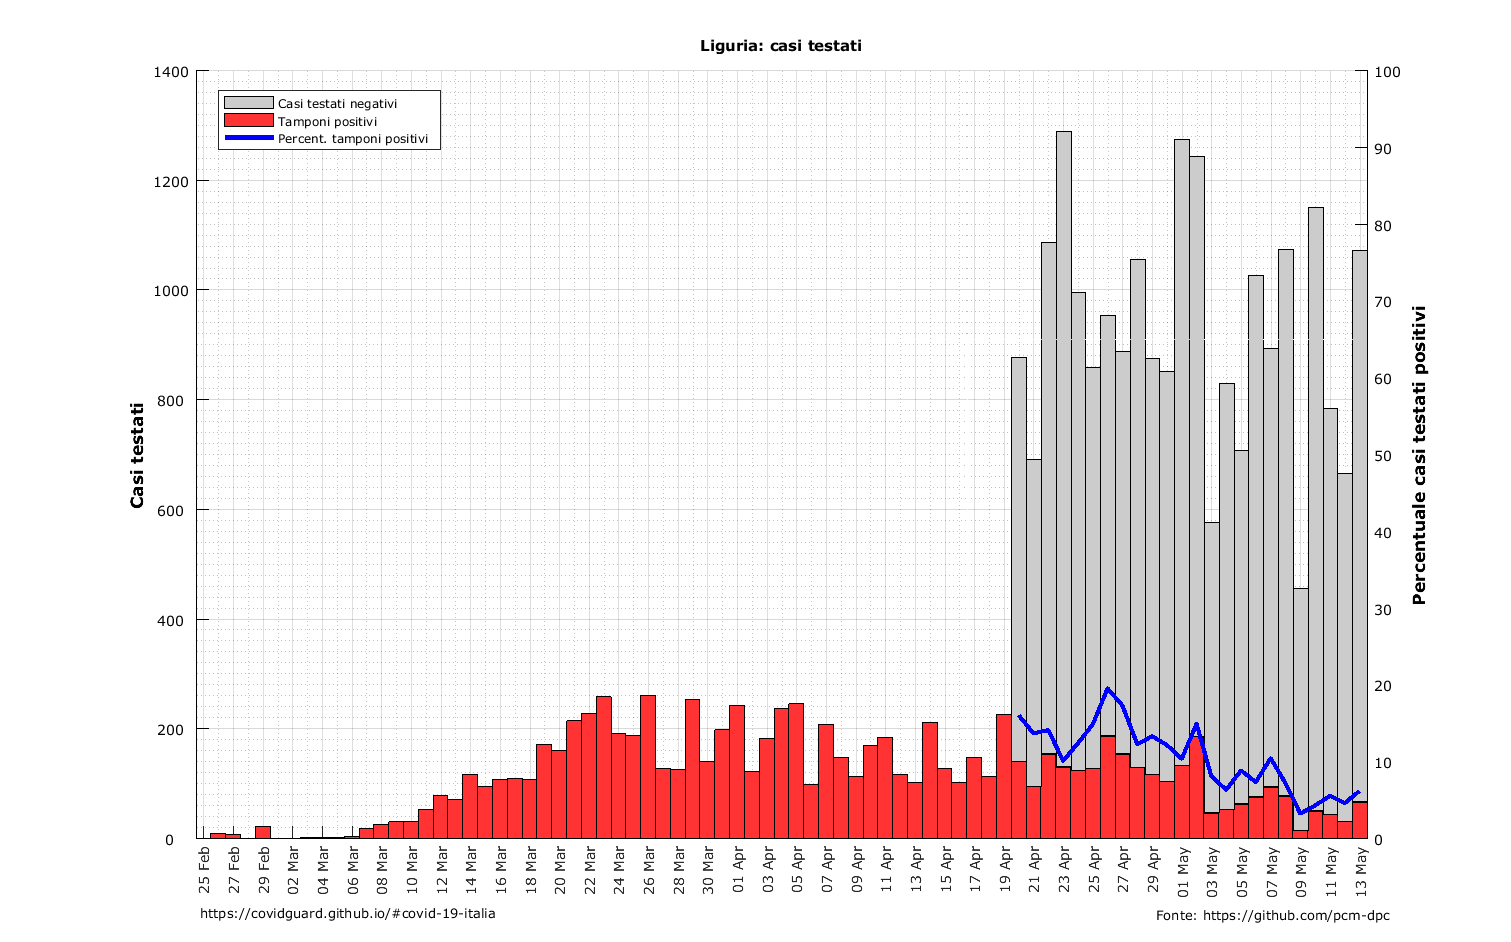 Liguria: casi testati
Casi testati negativi
Tamponi positivi
Percent. tamponi positivi
Casi testati
1400
1200
1000
800
600
400
200
0
Percentuale casi testati positivi
100
90
80
70
60
50
40
30
20
10
0
25 Feb
27 Feb
29 Feb
02 Mar
04 Mar
06 Mar
08 Mar
10 Mar
12 Mar
14 Mar
16 Mar
18 Mar
20 Mar
22 Mar
24 Mar
26 Mar
28 Mar
30 Mar
01 Apr
03 Apr
05 Apr
07 Apr
09 Apr
11 Apr
13 Apr
15 Apr
17 Apr
19 Apr
21 Apr
23 Apr
25 Apr
27 Apr
29 Apr
01 May
03 May
05 May
07 May
09 May
11 May
13 May
https://covidguard.github.io/#covid-19-italia
Fonte: https://github.com/pcm-dpc